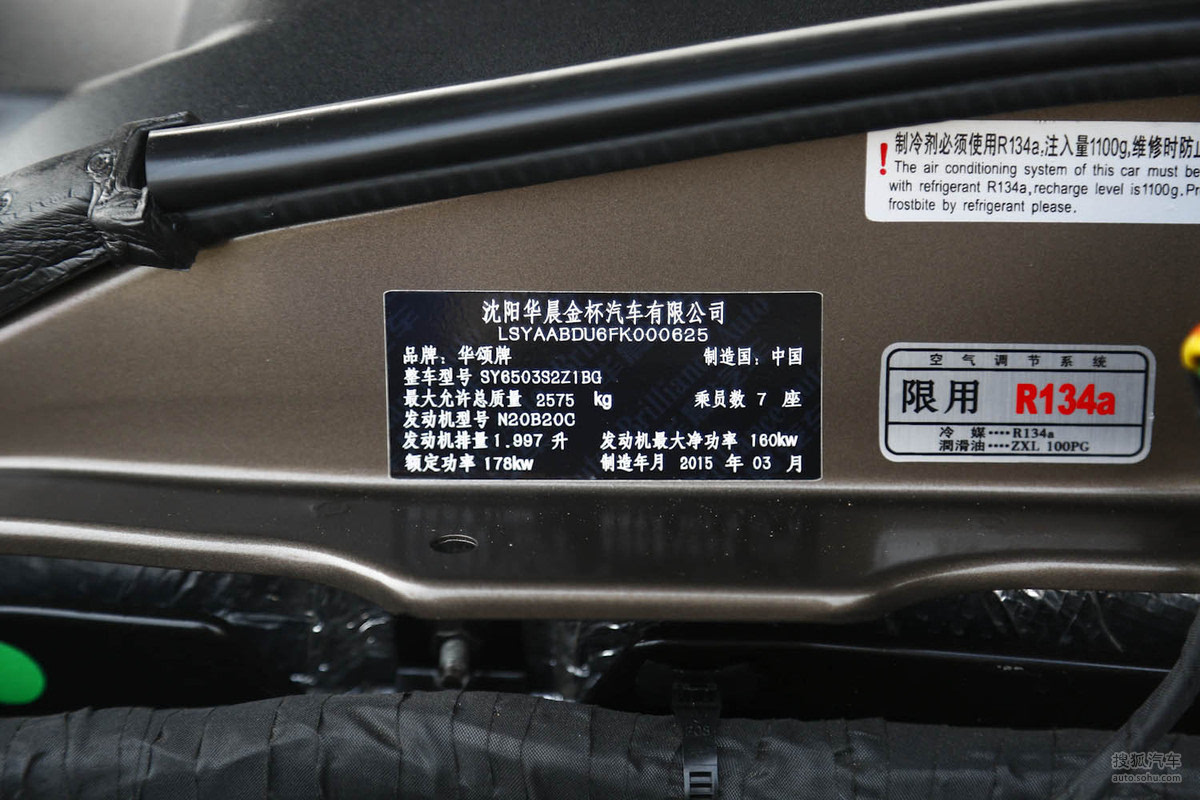 制冷剂必须使用R134a,注入量1100g,维修时防止
The air conditioning system of this car must be
with refrigerant R134a,recharge level is1100g.Pr
frostbite by refrigerant please.
沈阳华晨金杯汽车有限公司
LSYAABDU6FK000625
品牌: 华颂牌 制造国: 中国
整车型号 SY6503S2Z1BG
最大允许总质量 2575 kg 乘员数 7 座
发动机型号 N20B20C
发动机排量 1.997 升 发动机最大净功率 160kw
额定功率 178kw 制造年月 2015 年 03 月
空气调节系统
限用 R134a
冷 媒····R134a
潤滑油····ZXL 100PG
搜狐汽车
auto.sohu.com